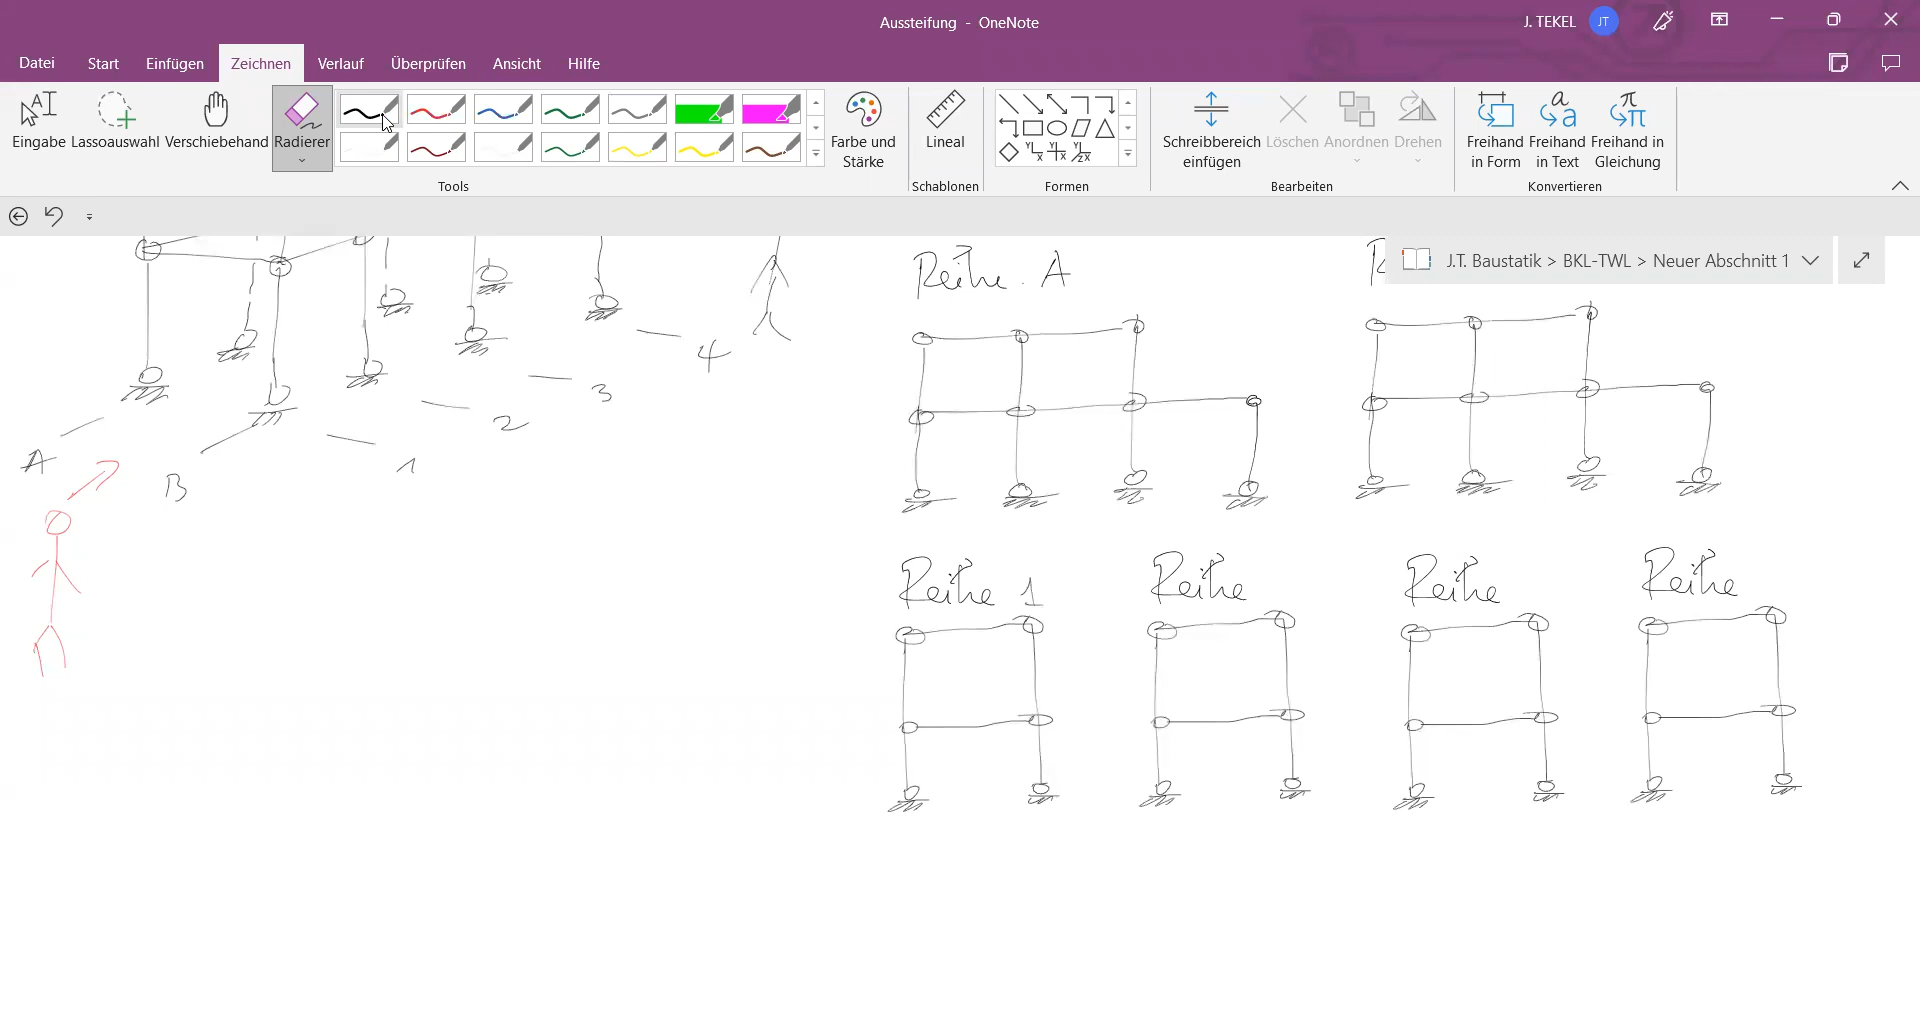 Aussteifung - OneNote
J. TEKEL
JT
Datei
Start
Einfügen
Zeichnen
Verlauf
Überprüfen
Ansicht
Hilfe
Eingabe
Lassoauswahl
Verschiebehand
Radierer
Farbe und Stärke
Lineal
Schreibbereich einfügen
Löschen
Anordnen
Drehen
Freihand in Form
Freihand in Text
Freihand in Gleichung
Tools
Schablonen
Formen
Bearbeiten
Konvertieren
J.T. Baustatik > BKL-TWL > Neuer Abschnitt 1
Reihe A
4
3
2
1
A
B
Reihe 1
Reihe
Reihe
Reihe